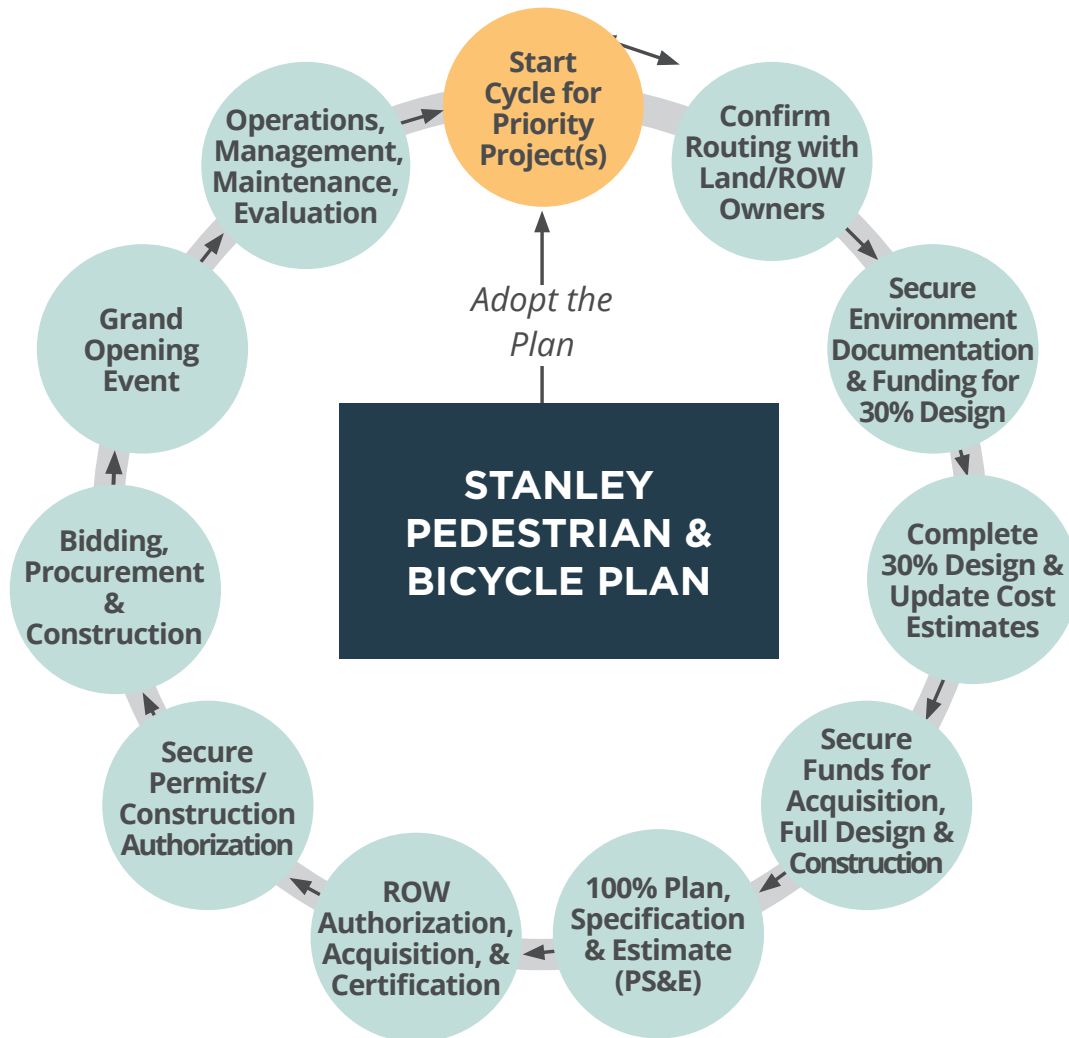 Start
Cycle for
Priority
Project(s)
Confirm
Routing with
Land/ROW
Owners
Secure
Environment
Documentation
& Funding for
30% Design
Complete
30% Design &
Update Cost
Estimates
Secure
Funds for
Acquisition,
Full Design &
Construction
100% Plan,
Specification
& Estimate
(PS&E)
ROW
Authorization,
Acquisition, &
Certification
Secure
Permits/
Construction
Authorization
Bidding,
Procurement
&
Construction
Grand
Opening
Event
Operations,
Management,
Maintenance,
Evaluation
Adopt the
Plan
STANLEY
PEDESTRIAN &
BICYCLE PLAN